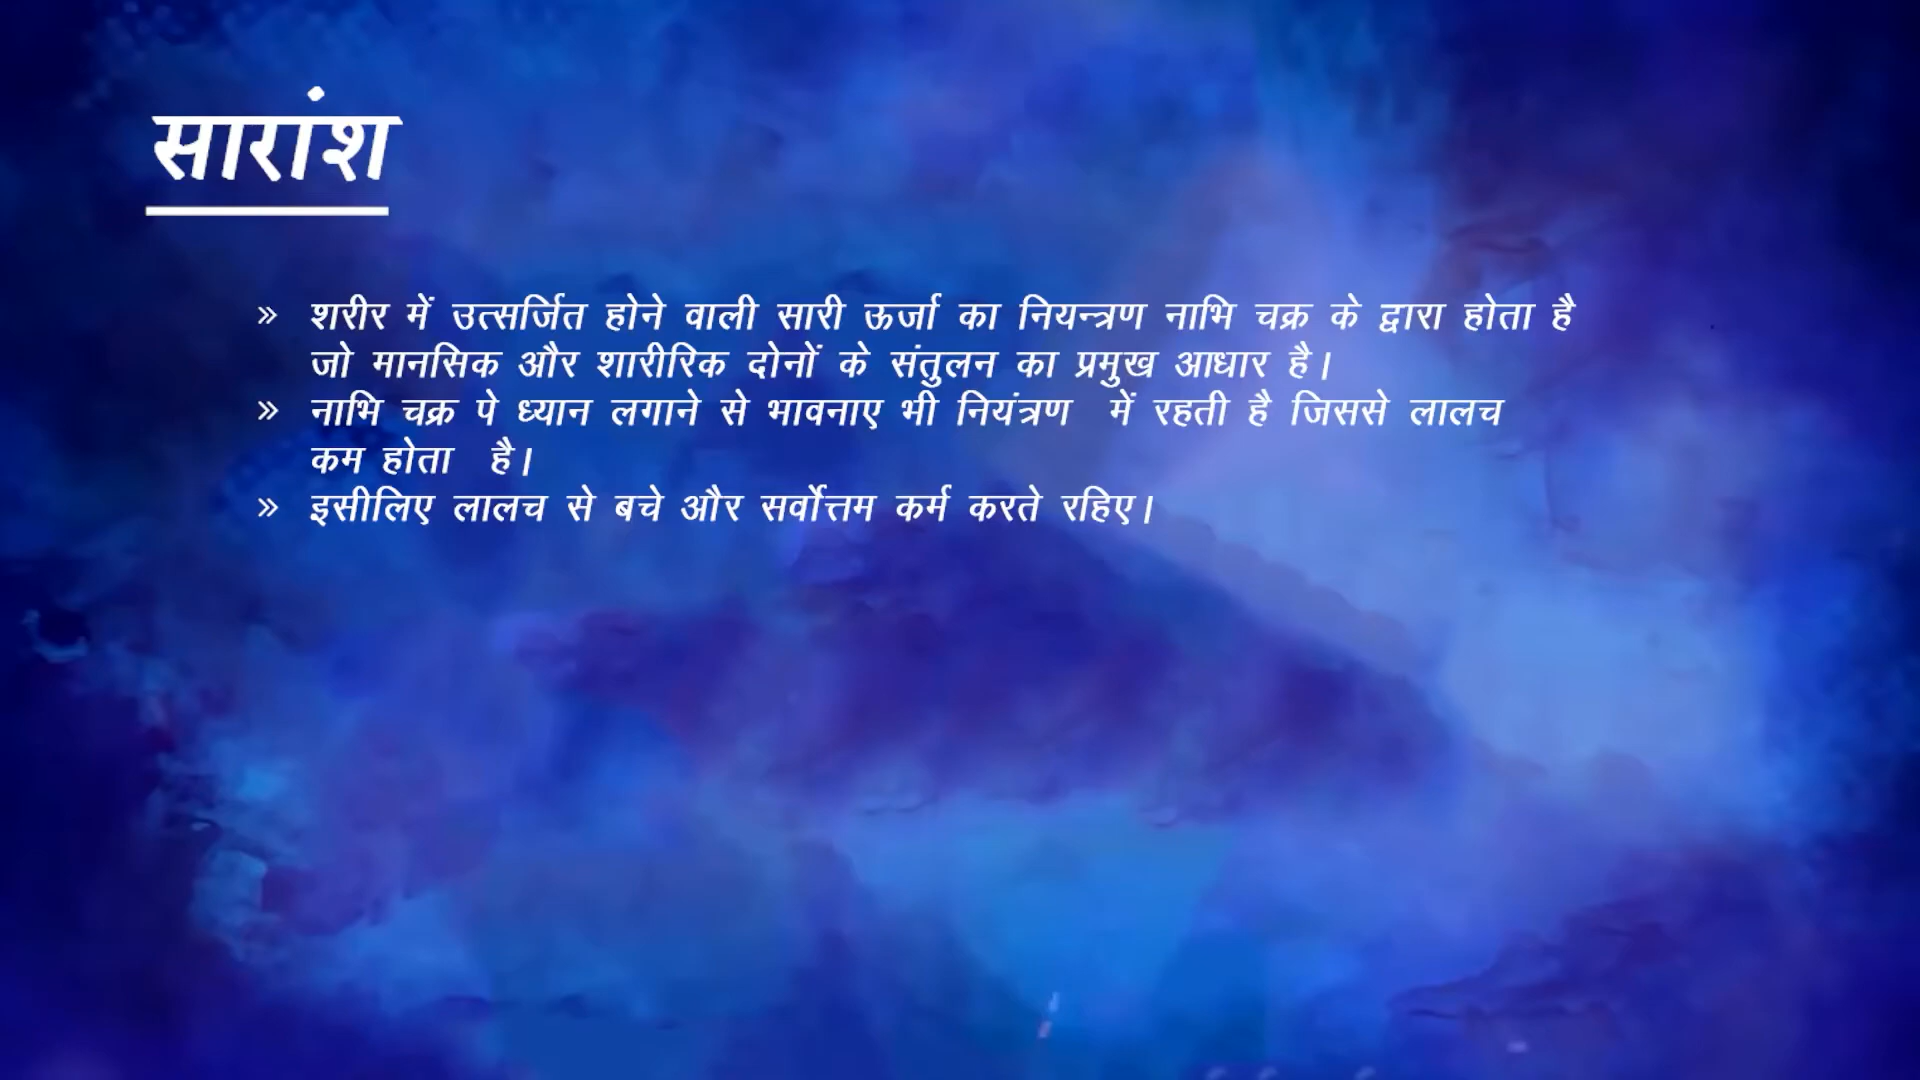 सारांश
» शरीर में उत्सर्जित होने वाली सारी ऊर्जा का नियन्त्रण नाभि चक्र के द्वारा होता है
जो मानसिक और शारीरिक दोनों के संतुलन का प्रमुख आधार है।
» नाभि चक्र पे ध्यान लगाने से भावनाए भी नियंत्रण में रहती है जिससे लालच
कम होता है।
» इसीलिए लालच से बचे और सर्वोत्तम कर्म करते रहिए।